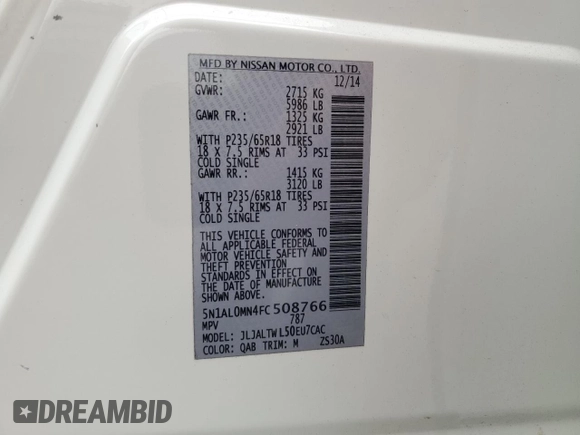 MFD BY NISSAN MOTOR CO., LTD.
DATE: 12/14
GVWR: 2715 KG
5986 LB
GAWR FR.: 1325 KG
2921 LB
WITH P235/65R18 TIRES
18 X 7.5 RIMS AT 33 PSI
COLD SINGLE
GAWR RR.: 1415 KG
3120 LB
WITH P235/65R18 TIRES
18 X 7.5 RIMS AT 33 PSI
COLD SINGLE
THIS VEHICLE CONFORMS TO
ALL APPLICABLE FEDERAL
MOTOR VEHICLE SAFETY AND
THEFT PREVENTION
STANDARDS IN EFFECT ON
THE DATE OF MANUFACTURE
SHOWN ABOVE.
5N1AL0MN4FC508766
MPV 787
MODEL: JLJALTWL50EU7CAC
COLOR: QAB TRIM: M ZS30A
DREAMBID